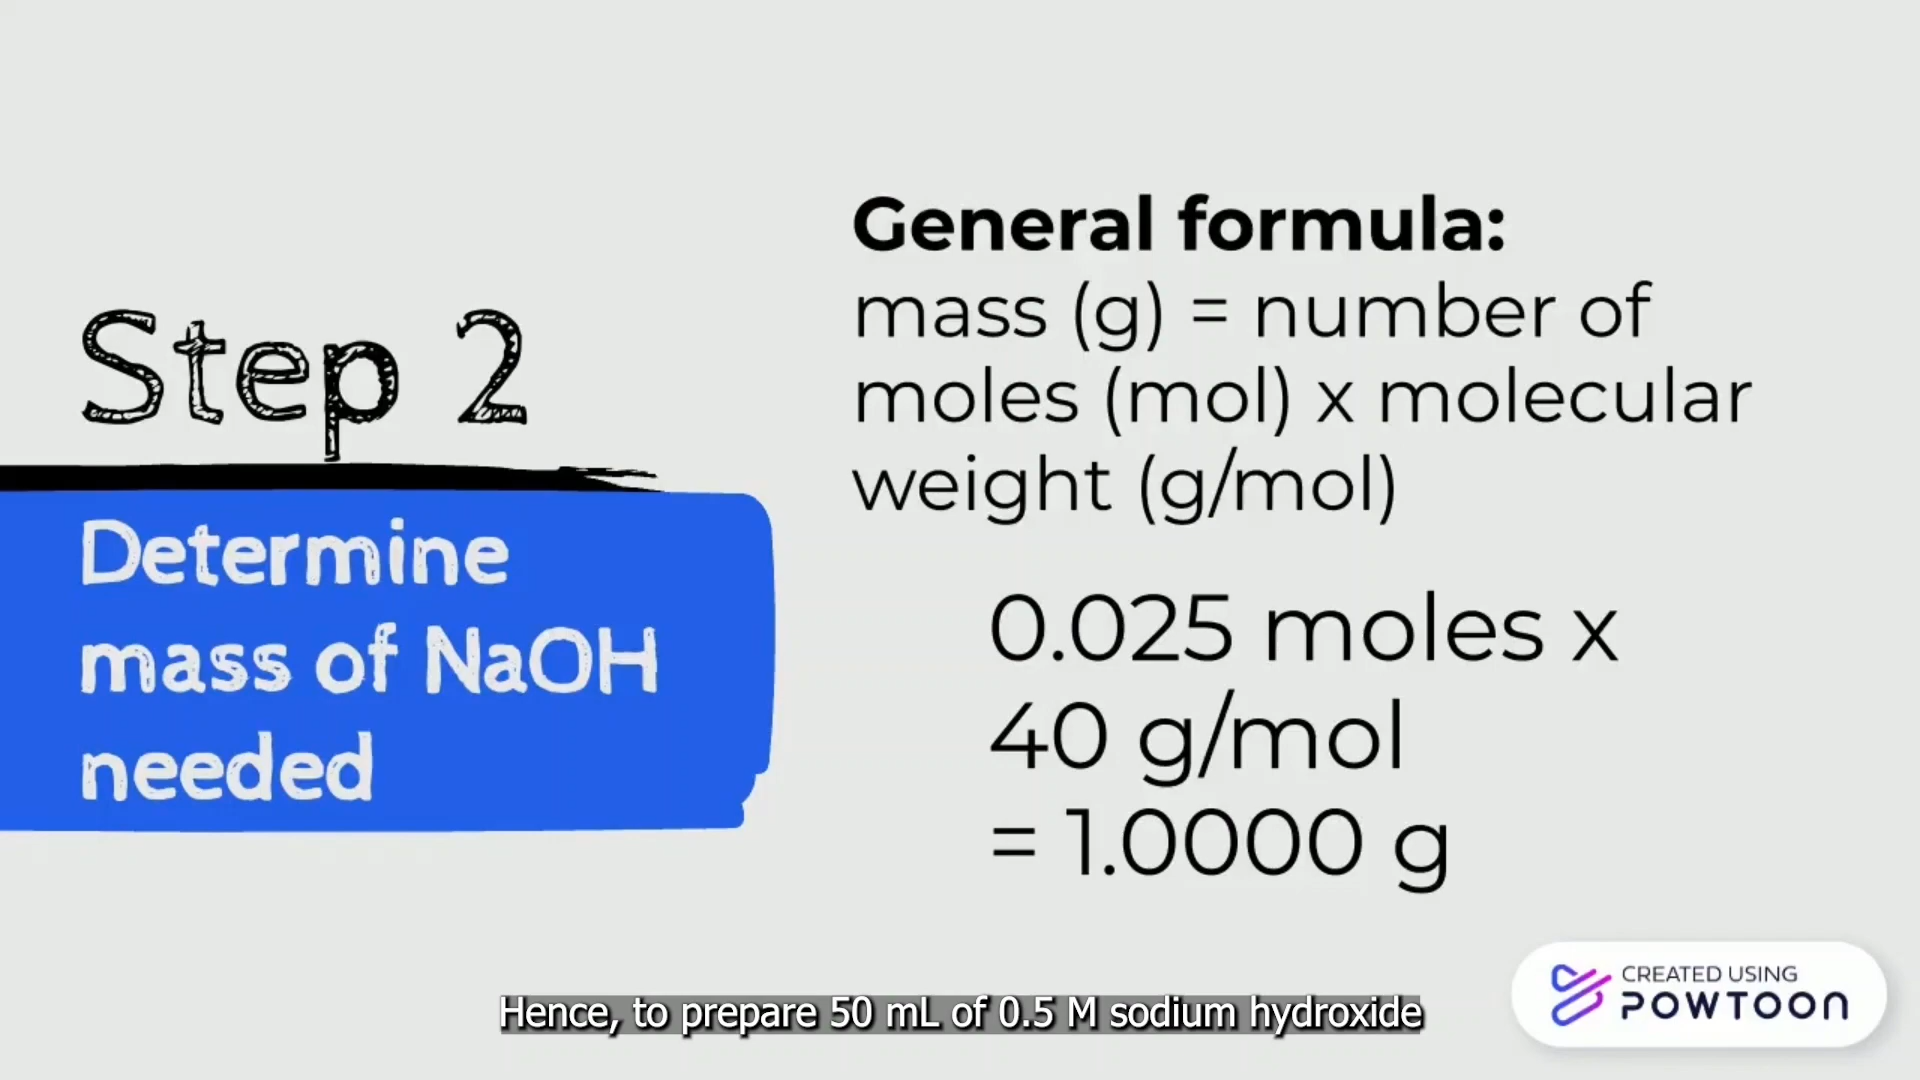 Step 2
Determine
mass of NaOH
needed
General formula:
mass (g) = number of
moles (mol) x molecular
weight (g/mol)
0.025 moles x
40 g/mol
= 1.0000 g
Hence, to prepare 50 mL of 0.5 M sodium hydroxide
CREATED USING
POWTOON